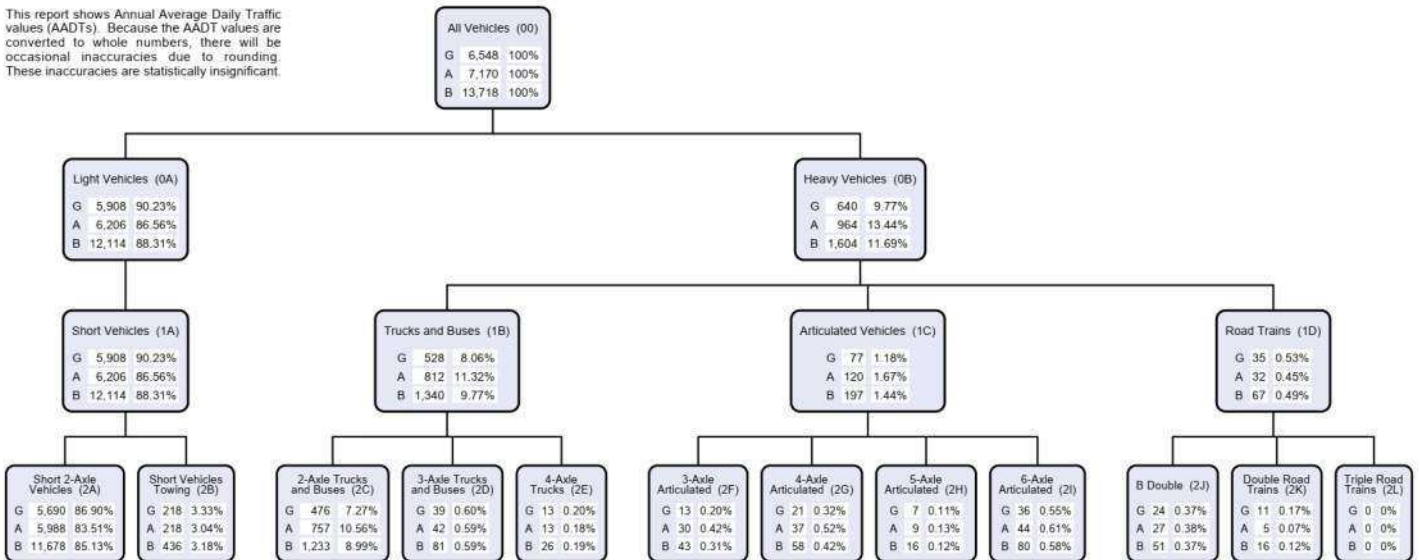 This report shows Annual Average Daily Traffic
values (AADTs). Because the AADT values are
converted to whole numbers, there will be
occasional inaccuracies due to rounding.
These inaccuracies are statistically insignificant.
All Vehicles (00)
G 6,548 100%
A 7,170 100%
B 13,718 100%
Light Vehicles (0A)
G 5,908 90.23%
A 6,206 86.56%
B 12,114 88.31%
Heavy Vehicles (0B)
G 640 9.77%
A 964 13.44%
B 1,604 11.69%
Short Vehicles (1A)
G 5,908 90.23%
A 6,206 86.56%
B 12,114 88.31%
Trucks and Buses (1B)
G 528 8.06%
A 812 11.32%
B 1,340 9.77%
Articulated Vehicles (1C)
G 77 1.18%
A 120 1.67%
B 197 1.44%
Road Trains (1D)
G 35 0.53%
A 32 0.45%
B 67 0.49%
Short 2-Axle
Vehicles (2A)
G 5,690 86.90%
A 5,988 83.51%
B 11,678 85.13%
Short Vehicles
Towing (2B)
G 218 3.33%
A 218 3.04%
B 436 3.18%
2-Axle Trucks
and Buses (2C)
G 476 7.27%
A 757 10.56%
B 1,233 8.99%
3-Axle Trucks
and Buses (2D)
G 39 0.60%
A 42 0.59%
B 81 0.59%
4-Axle
Trucks (2E)
G 13 0.20%
A 13 0.18%
B 26 0.19%
3-Axle
Articulated (2F)
G 13 0.20%
A 30 0.42%
B 43 0.31%
4-Axle
Articulated (2G)
G 21 0.32%
A 37 0.52%
B 58 0.42%
5-Axle
Articulated (2H)
G 7 0.11%
A 9 0.13%
B 16 0.12%
6-Axle
Articulated (2I)
G 36 0.55%
A 44 0.61%
B 80 0.58%
B Double (2J)
G 24 0.37%
A 27 0.38%
B 51 0.37%
Double Road
Trains (2K)
G 11 0.17%
A 5 0.07%
B 16 0.12%
Triple Road
Trains (2L)
G 0 0%
A 0 0%
B 0 0%